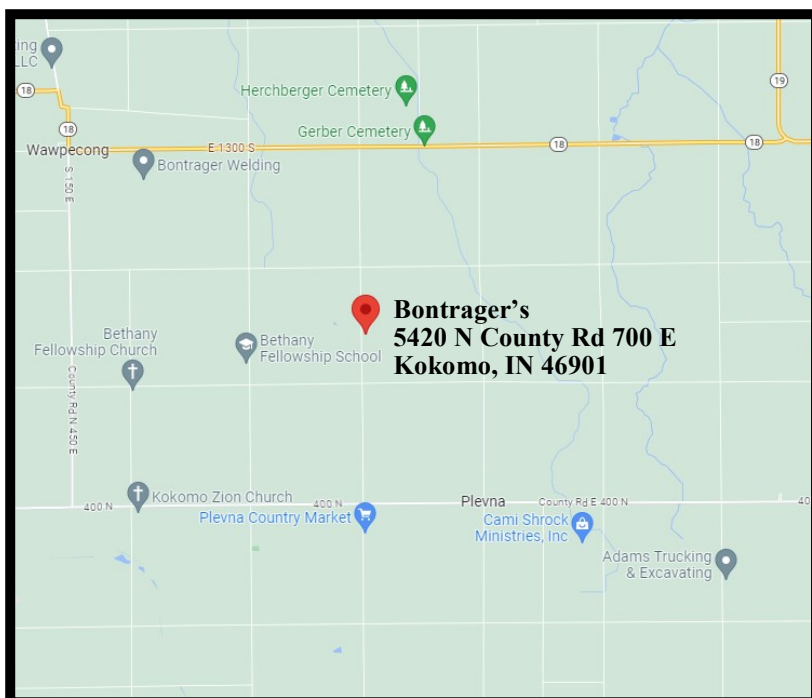 ing
LLC
18
18
Herchberger Cemetery
Gerber Cemetery
19
18
18
Wawpecong
E 1300 S
Bontrager Welding
S 150 E
Bontrager’s
5420 N County Rd 700 E
Kokomo, IN 46901
Bethany
Fellowship Church
Bethany
Fellowship School
County Rd N 450 E
Kokomo Zion Church
400 N
400 N
Plevna
County Rd E 400 N
40
Plevna Country Market
Cami Shrock
Ministries, Inc
Adams Trucking
& Excavating